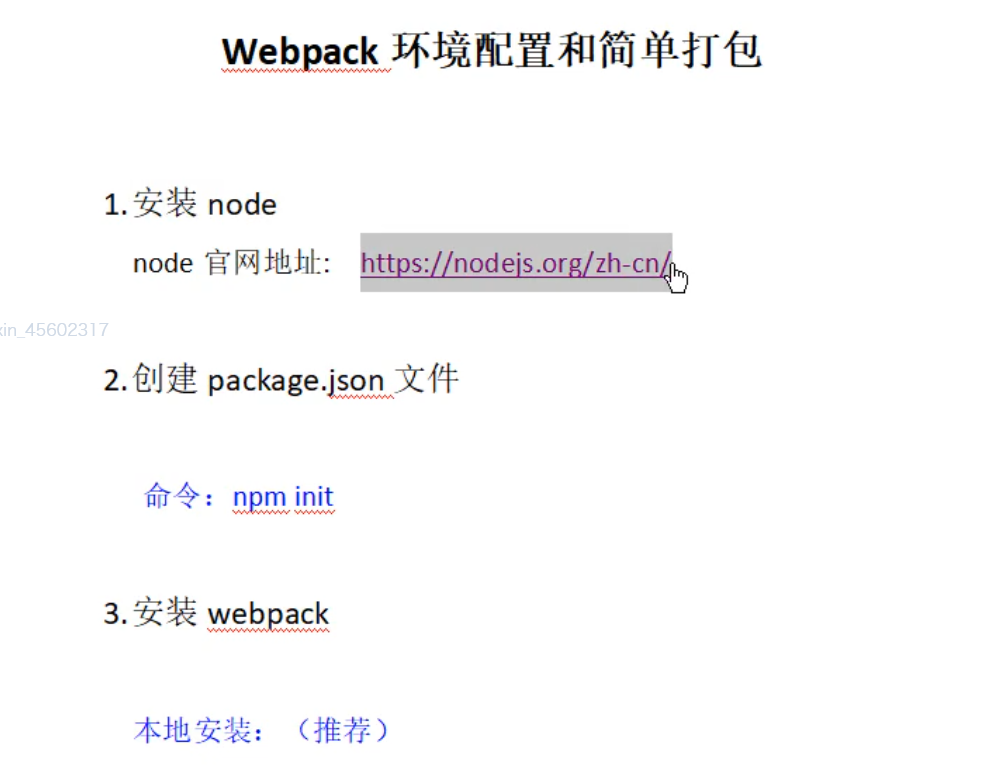 Webpack 环境配置和简单打包
1.安装 node
node 官网地址: https://nodejs.org/zh-cn/
xin_45602317
2.创建 package.json 文件
命令：npm init
3.安装 webpack
本地安装：（推荐）